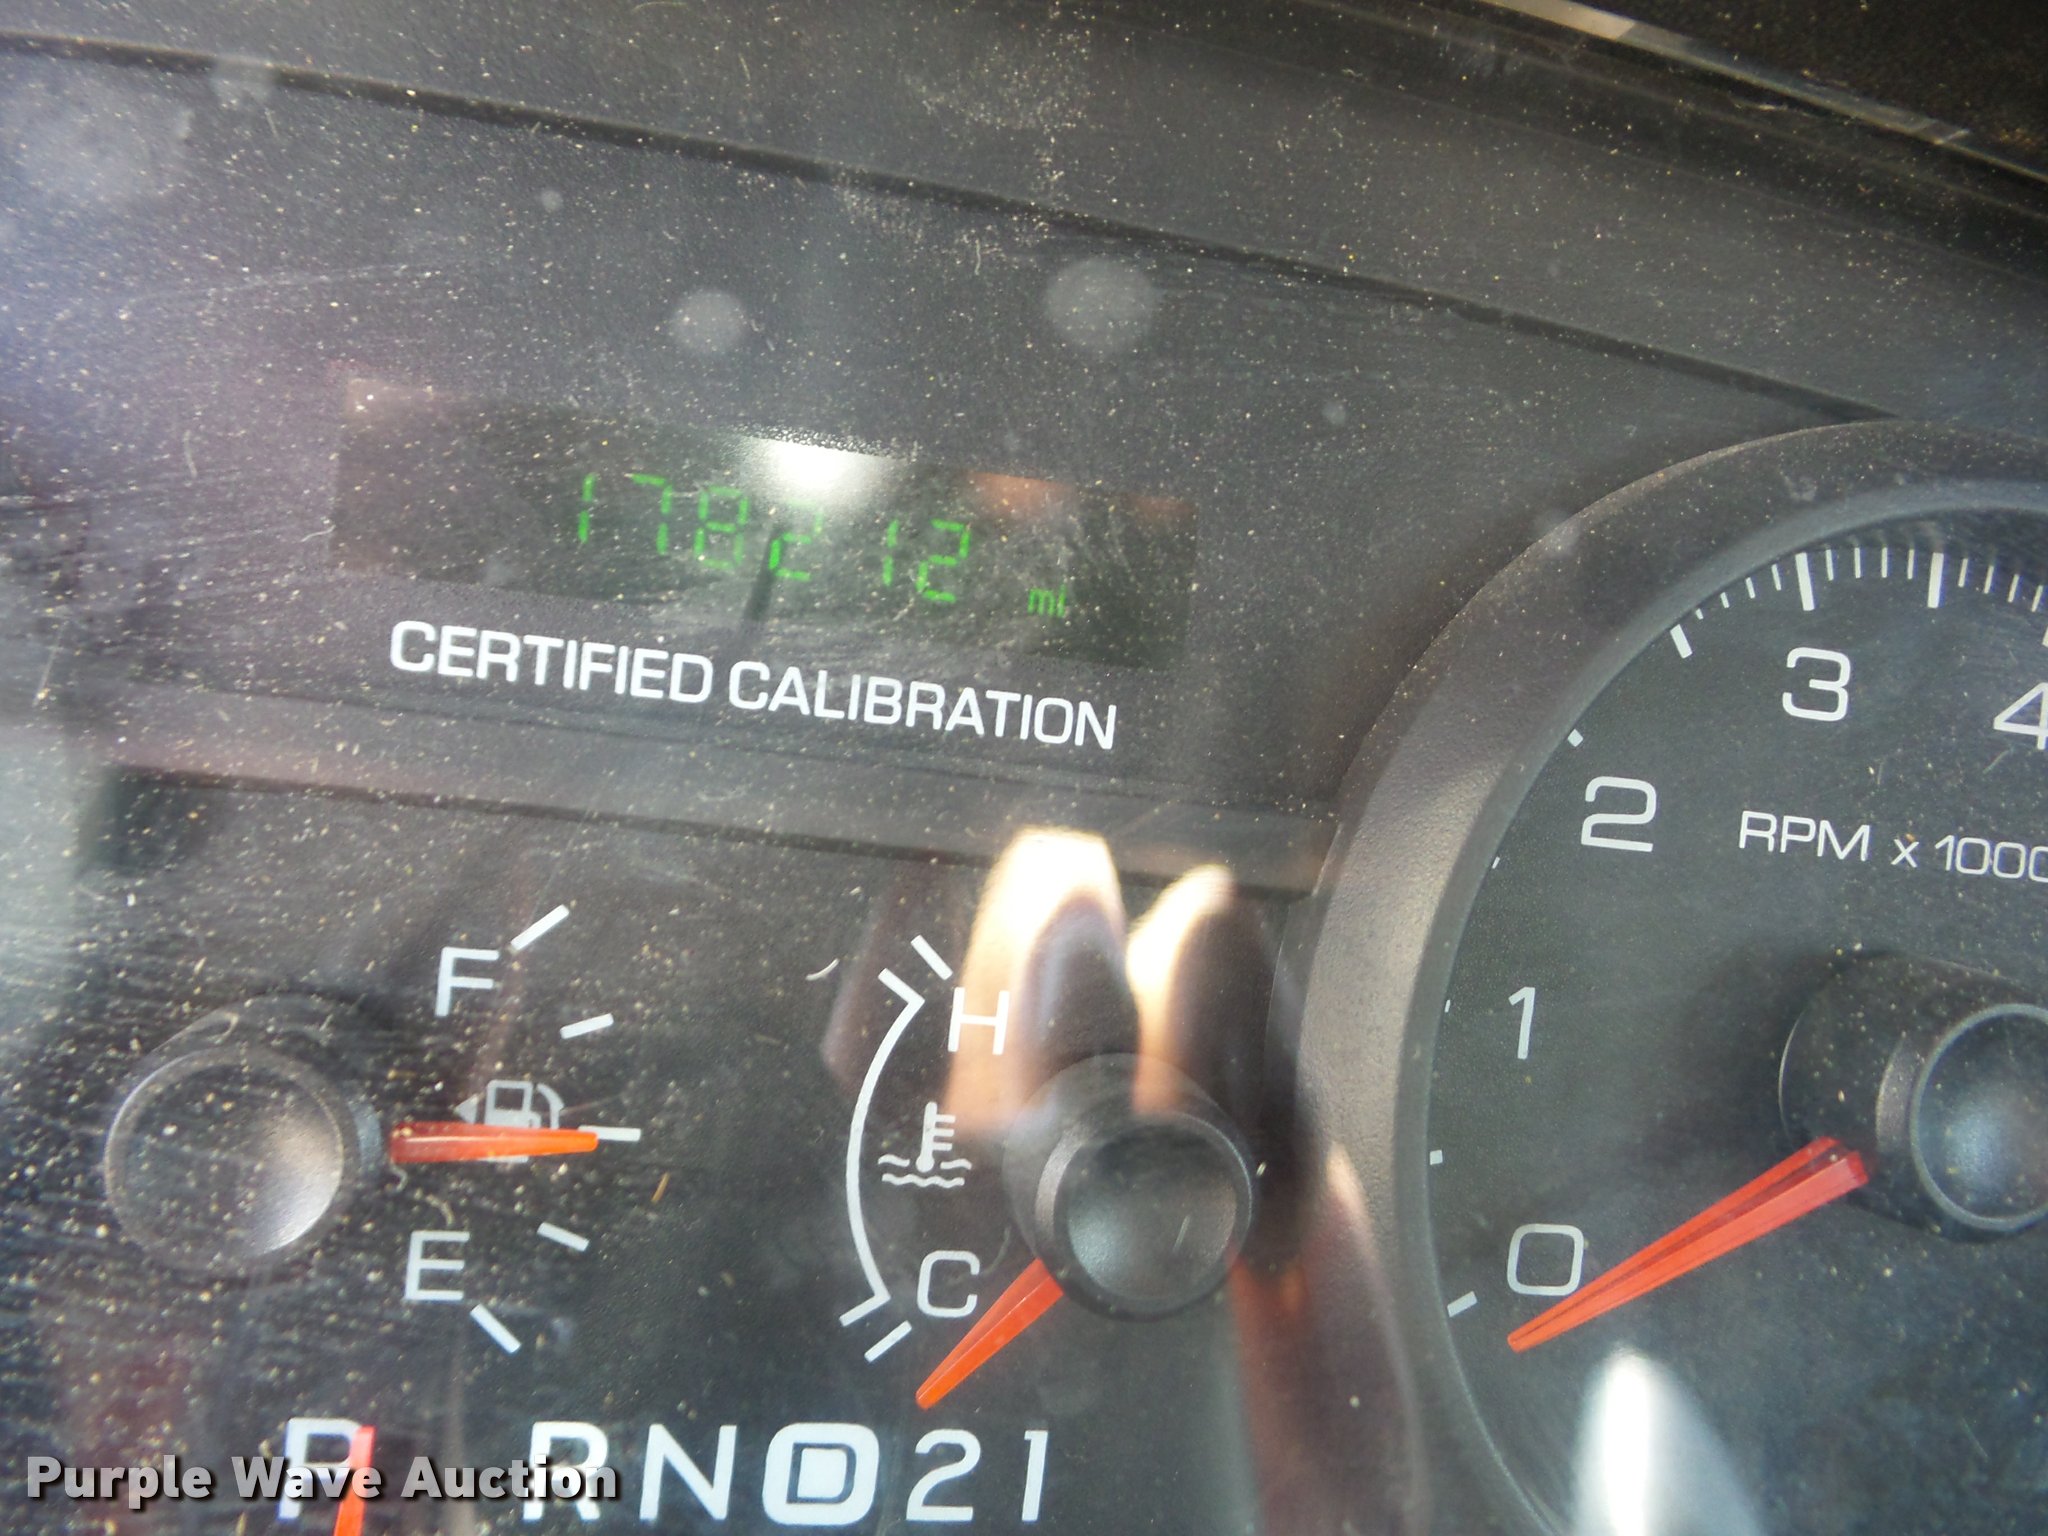 178212 mi
CERTIFIED CALIBRATION
3
4
2
RPM x 1000
F
H
1
E
C
0
P R N D 2 1
Purple Wave Auction